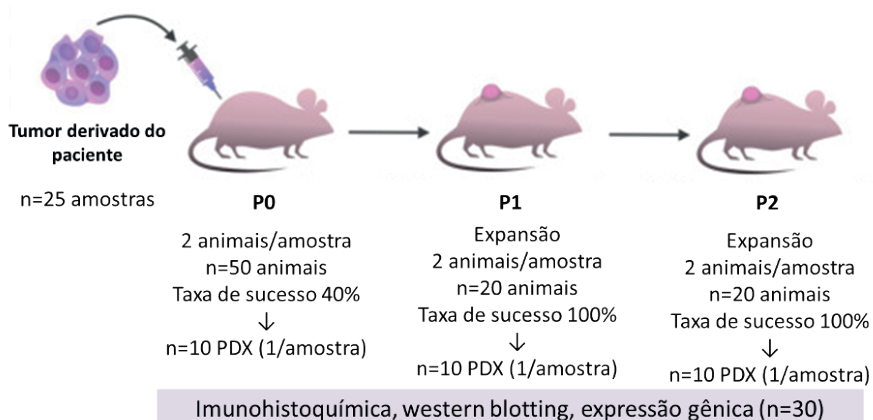 Tumor derivado do
paciente
n=25 amostras
P0
2 animais/amostra
n=50 animais
Taxa de sucesso 40%
↓
n=10 PDX (1/amostra)
P1
Expansão
2 animais/amostra
n=20 animais
Taxa de sucesso 100%
↓
n=10 PDX (1/amostra)
P2
Expansão
2 animais/amostra
n=20 animais
Taxa de sucesso 100%
↓
n=10 PDX (1/amostra)
Imunohistoquímica, western blotting, expressão gênica (n=30)